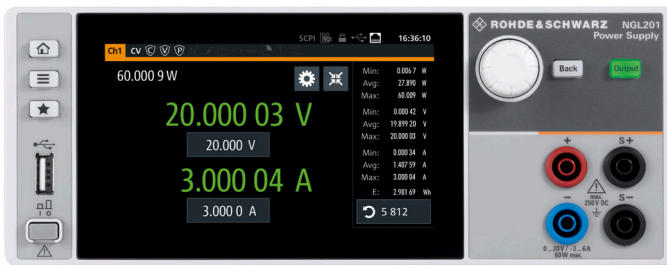 ROHDE & SCHWARZ NGL201
Power Supply
SCPI 16:36:10
Ch1 CV C V P
60.000 9 W
20.000 03 V
20.000 V
3.000 04 A
3.000 0 A
Min: 0.006 7 W
Avg: 27.890 W
Max: 60.009 W
Min: 0.000 42 V
Avg: 19.899 20 V
Max: 20.000 03 V
Min: 0.000 34 A
Avg: 1.407 59 A
Max: 3.000 04 A
E: 2.981 69 Wh
5 812
Back
Output
+ S+
max.
250V DC
- S-
0...20V / -3...6A
60W max.
I O